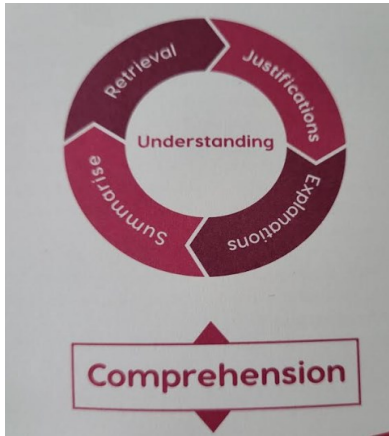 Retrieval
Justifications
Understanding
Summarise
Explanations
Comprehension